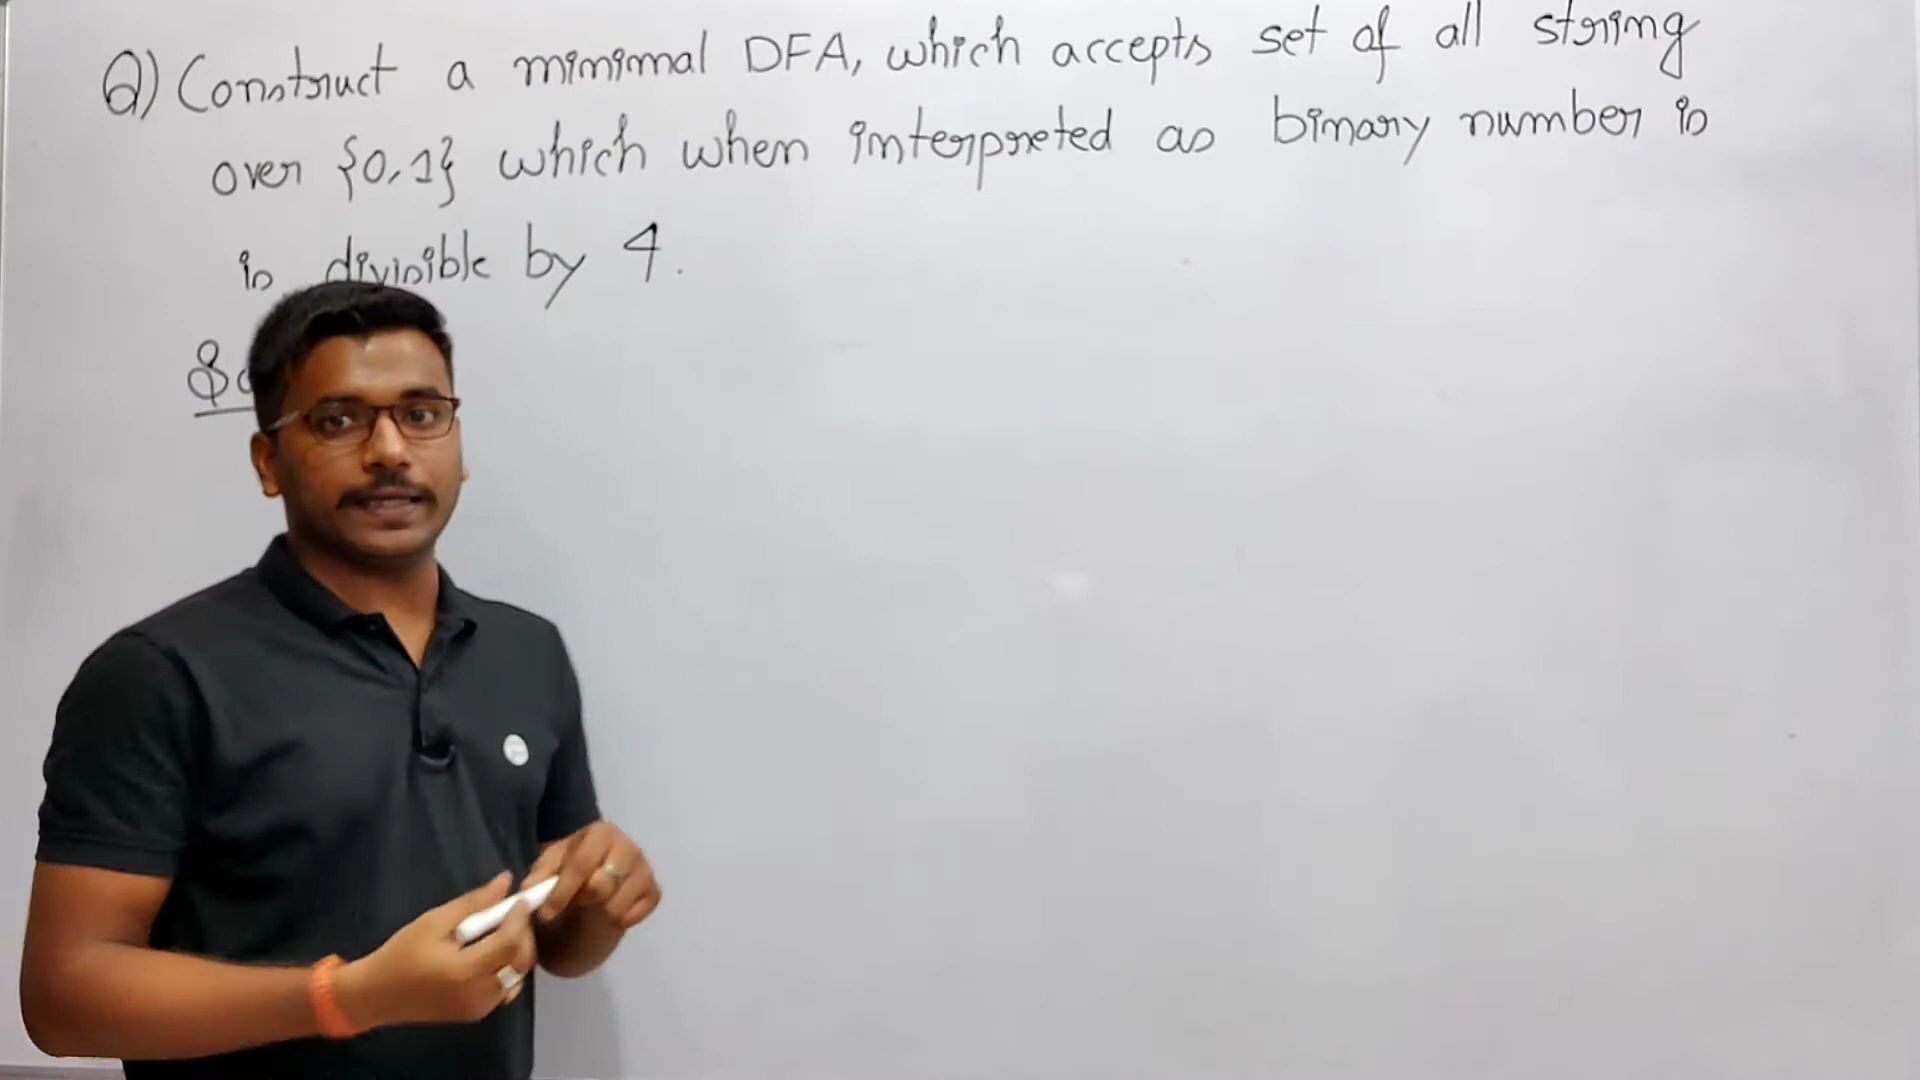 Q) Construct a minimal DFA, which accepts set of all string
over {0,1} which when interpreted as binary number is
is divisible by 4.